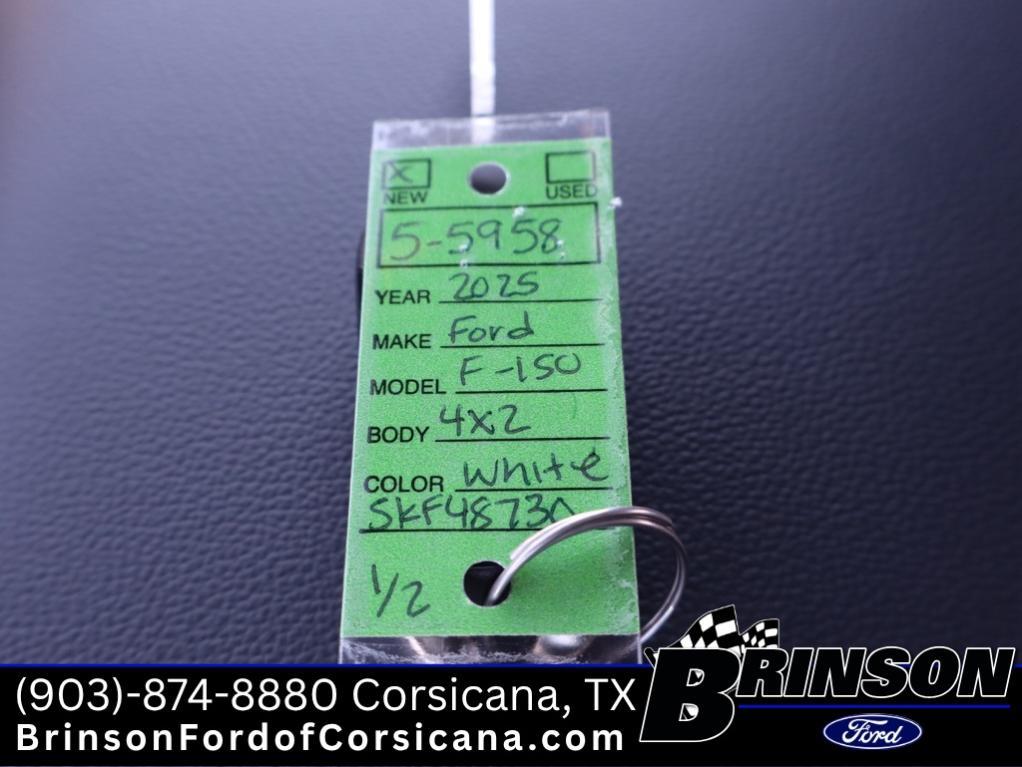 X
NEW
USED
5-5958
YEAR 2025
MAKE Ford
MODEL F-150
BODY 4x2
COLOR White
SKF48730
1/2
(903)-874-8880 Corsicana, TX
BrinsonFordofCorsicana.com
BRINSON
Ford